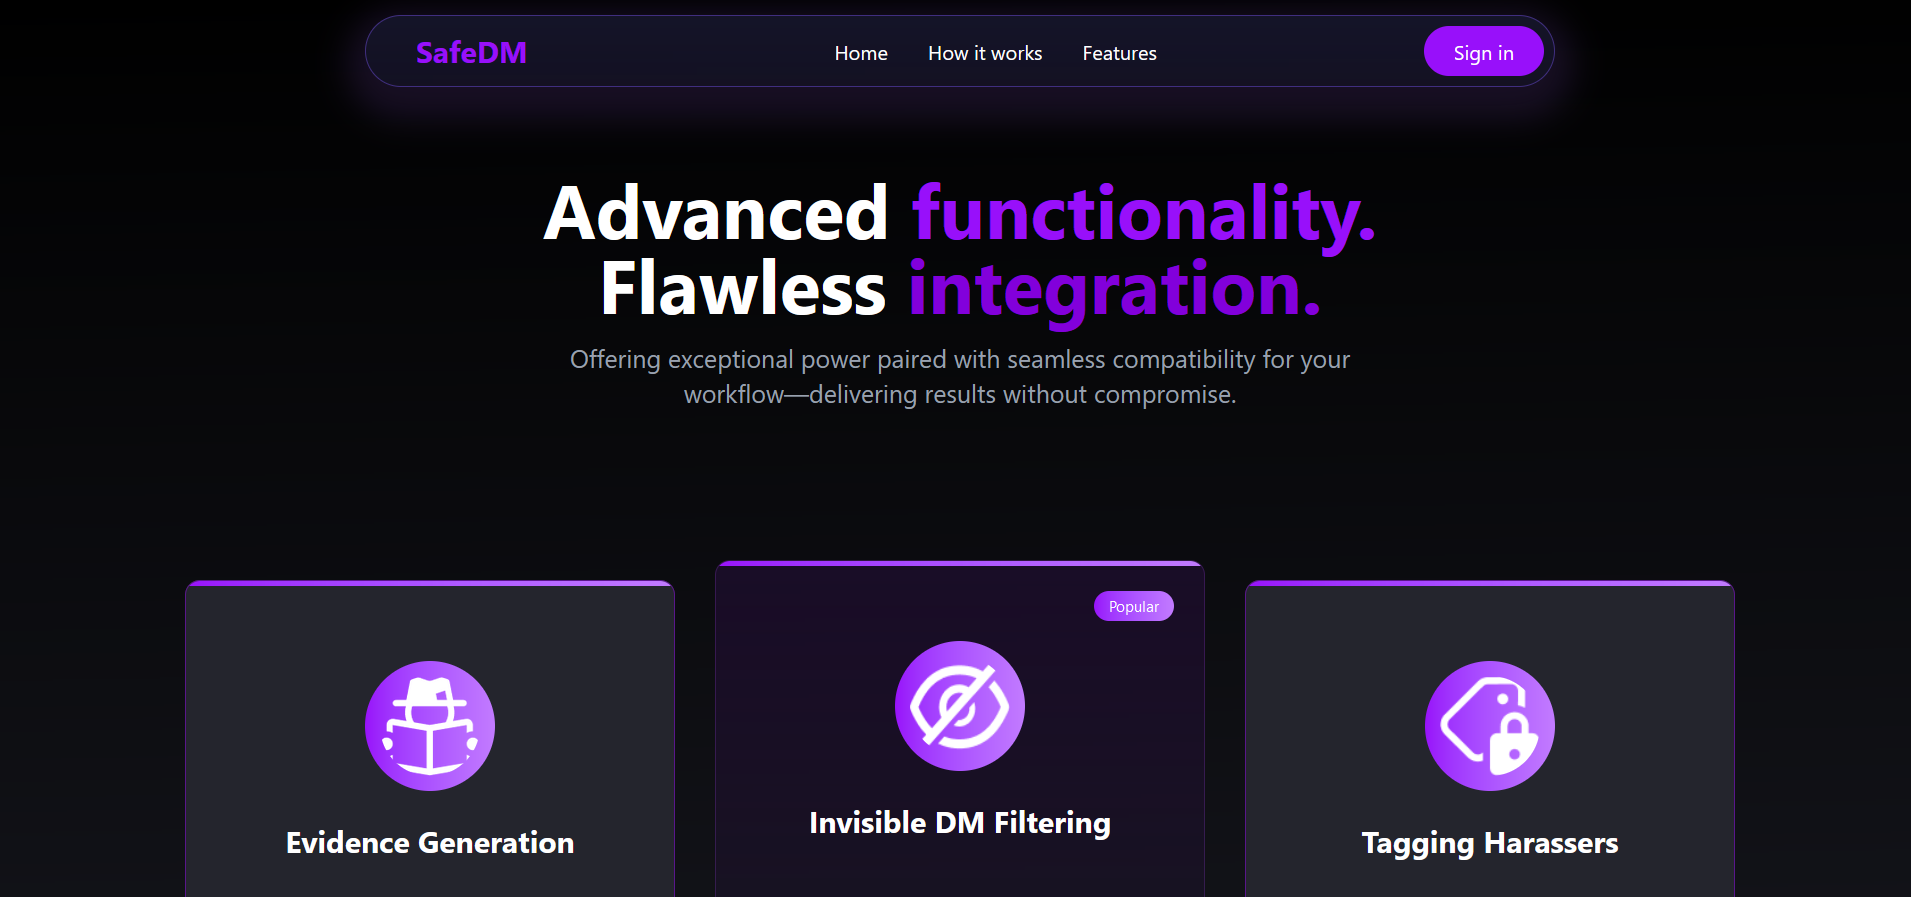 SafeDM
Home
How it works
Features
Sign in
Advanced functionality.
Flawless integration.
Offering exceptional power paired with seamless compatibility for your
workflow—delivering results without compromise.
Evidence Generation
Popular
Invisible DM Filtering
Tagging Harassers